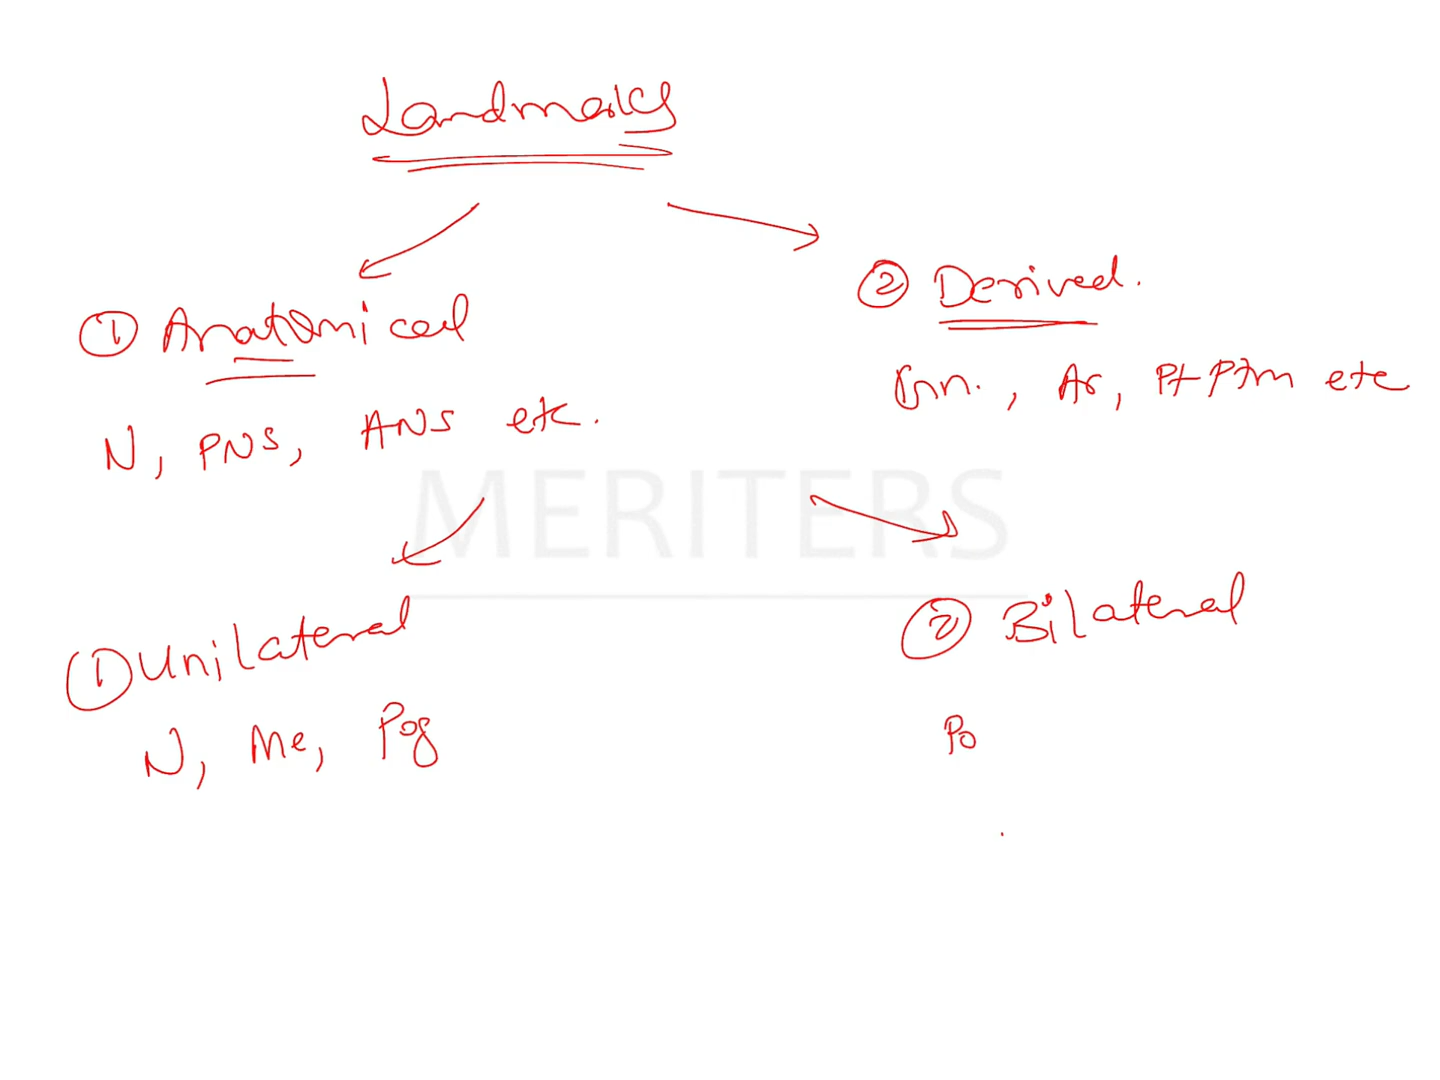 Landmarks
① Anatomical
② Derived.
N, PNS, ANS etc.
Gn., Ar, Pt Ptm etc
MERITERS
① Unilateral
② Bilateral
N, Me, Pog
Po